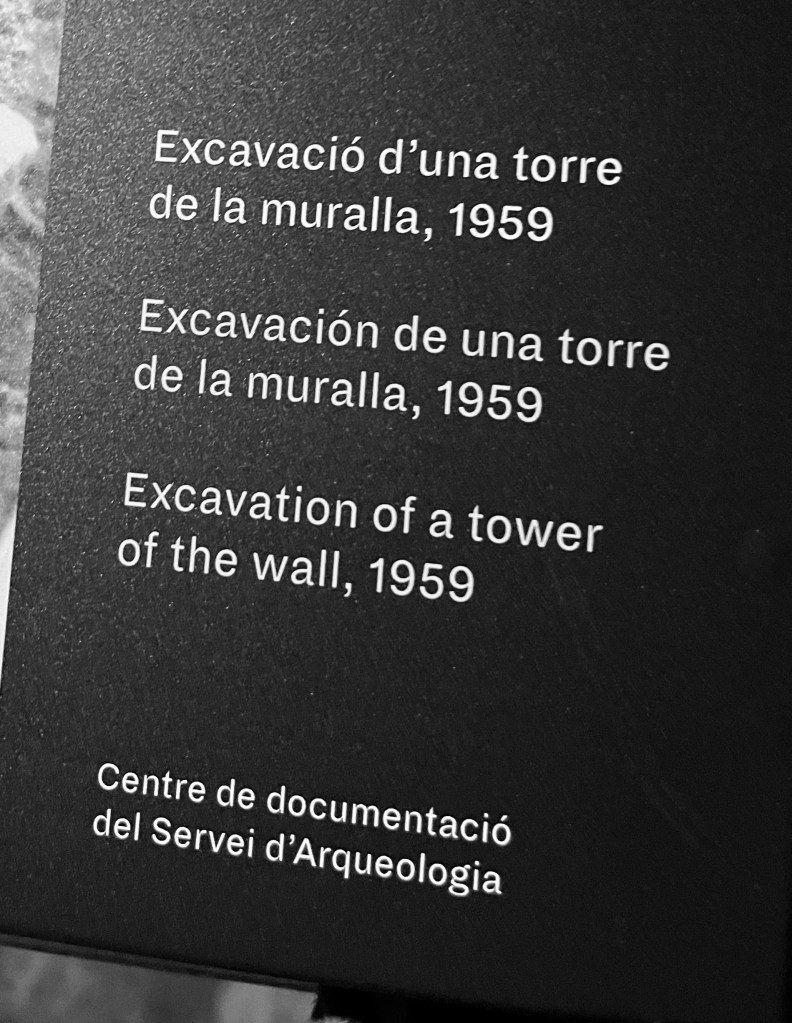 Excavació d’una torre
de la muralla, 1959
Excavación de una torre
de la muralla, 1959
Excavation of a tower
of the wall, 1959
Centre de documentació
del Servei d’Arqueologia